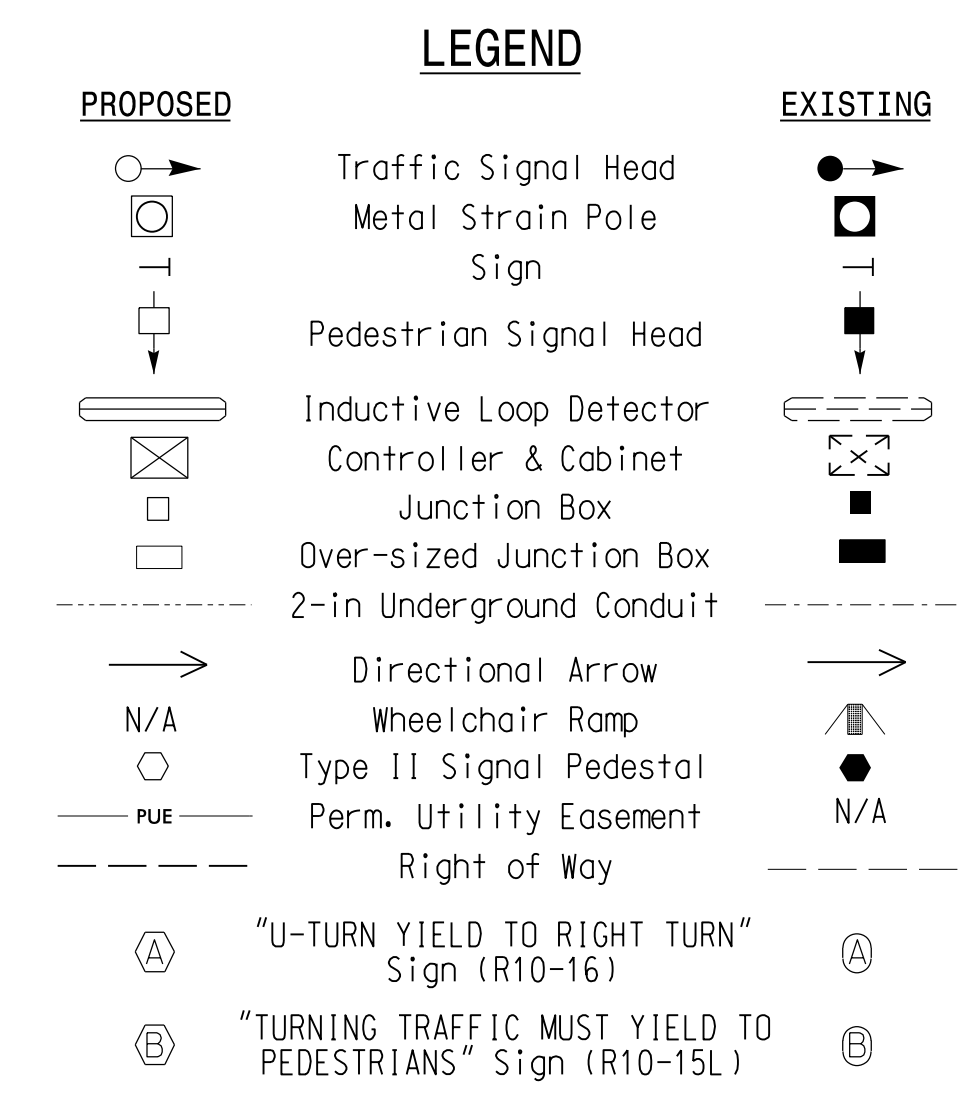 LEGEND
PROPOSED EXISTING
Traffic Signal Head
Metal Strain Pole
Sign
Pedestrian Signal Head
Inductive Loop Detector
Controller & Cabinet
Junction Box
Over-sized Junction Box
2-in Underground Conduit
Directional Arrow
N/A Wheelchair Ramp
Type II Signal Pedestal
PUE Perm. Utility Easement N/A
Right of Way
"U-TURN YIELD TO RIGHT TURN"
A Sign (R10-16) A
"TURNING TRAFFIC MUST YIELD TO
B PEDESTRIANS" Sign (R10-15L) B